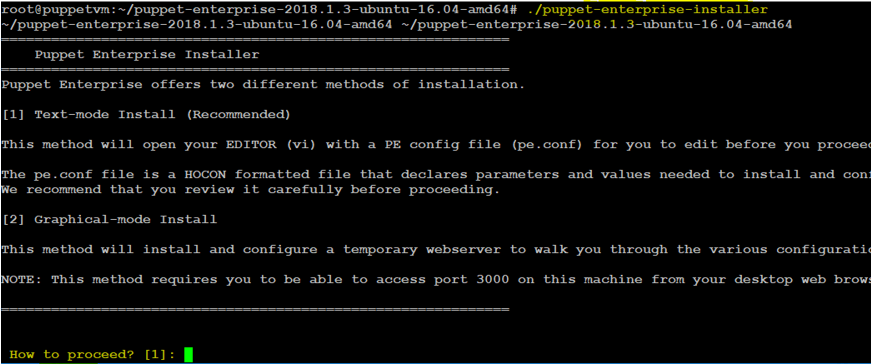 root@puppetvm:~/puppet-enterprise-2018.1.3-ubuntu-16.04-amd64# ./puppet-enterprise-installer
~/puppet-enterprise-2018.1.3-ubuntu-16.04-amd64 ~/puppet-enterprise-2018.1.3-ubuntu-16.04-amd64
=============================================================
Puppet Enterprise Installer
=============================================================
Puppet Enterprise offers two different methods of installation.
[1] Text-mode Install (Recommended)
This method will open your EDITOR (vi) with a PE config file (pe.conf) for you to edit before you proceed
The pe.conf file is a HOCON formatted file that declares parameters and values needed to install and con
We recommend that you review it carefully before proceeding.
[2] Graphical-mode Install
This method will install and configure a temporary webserver to walk you through the various configurati
NOTE: This method requires you to be able to access port 3000 on this machine from your desktop web brows
=============================================================
How to proceed? [1]: